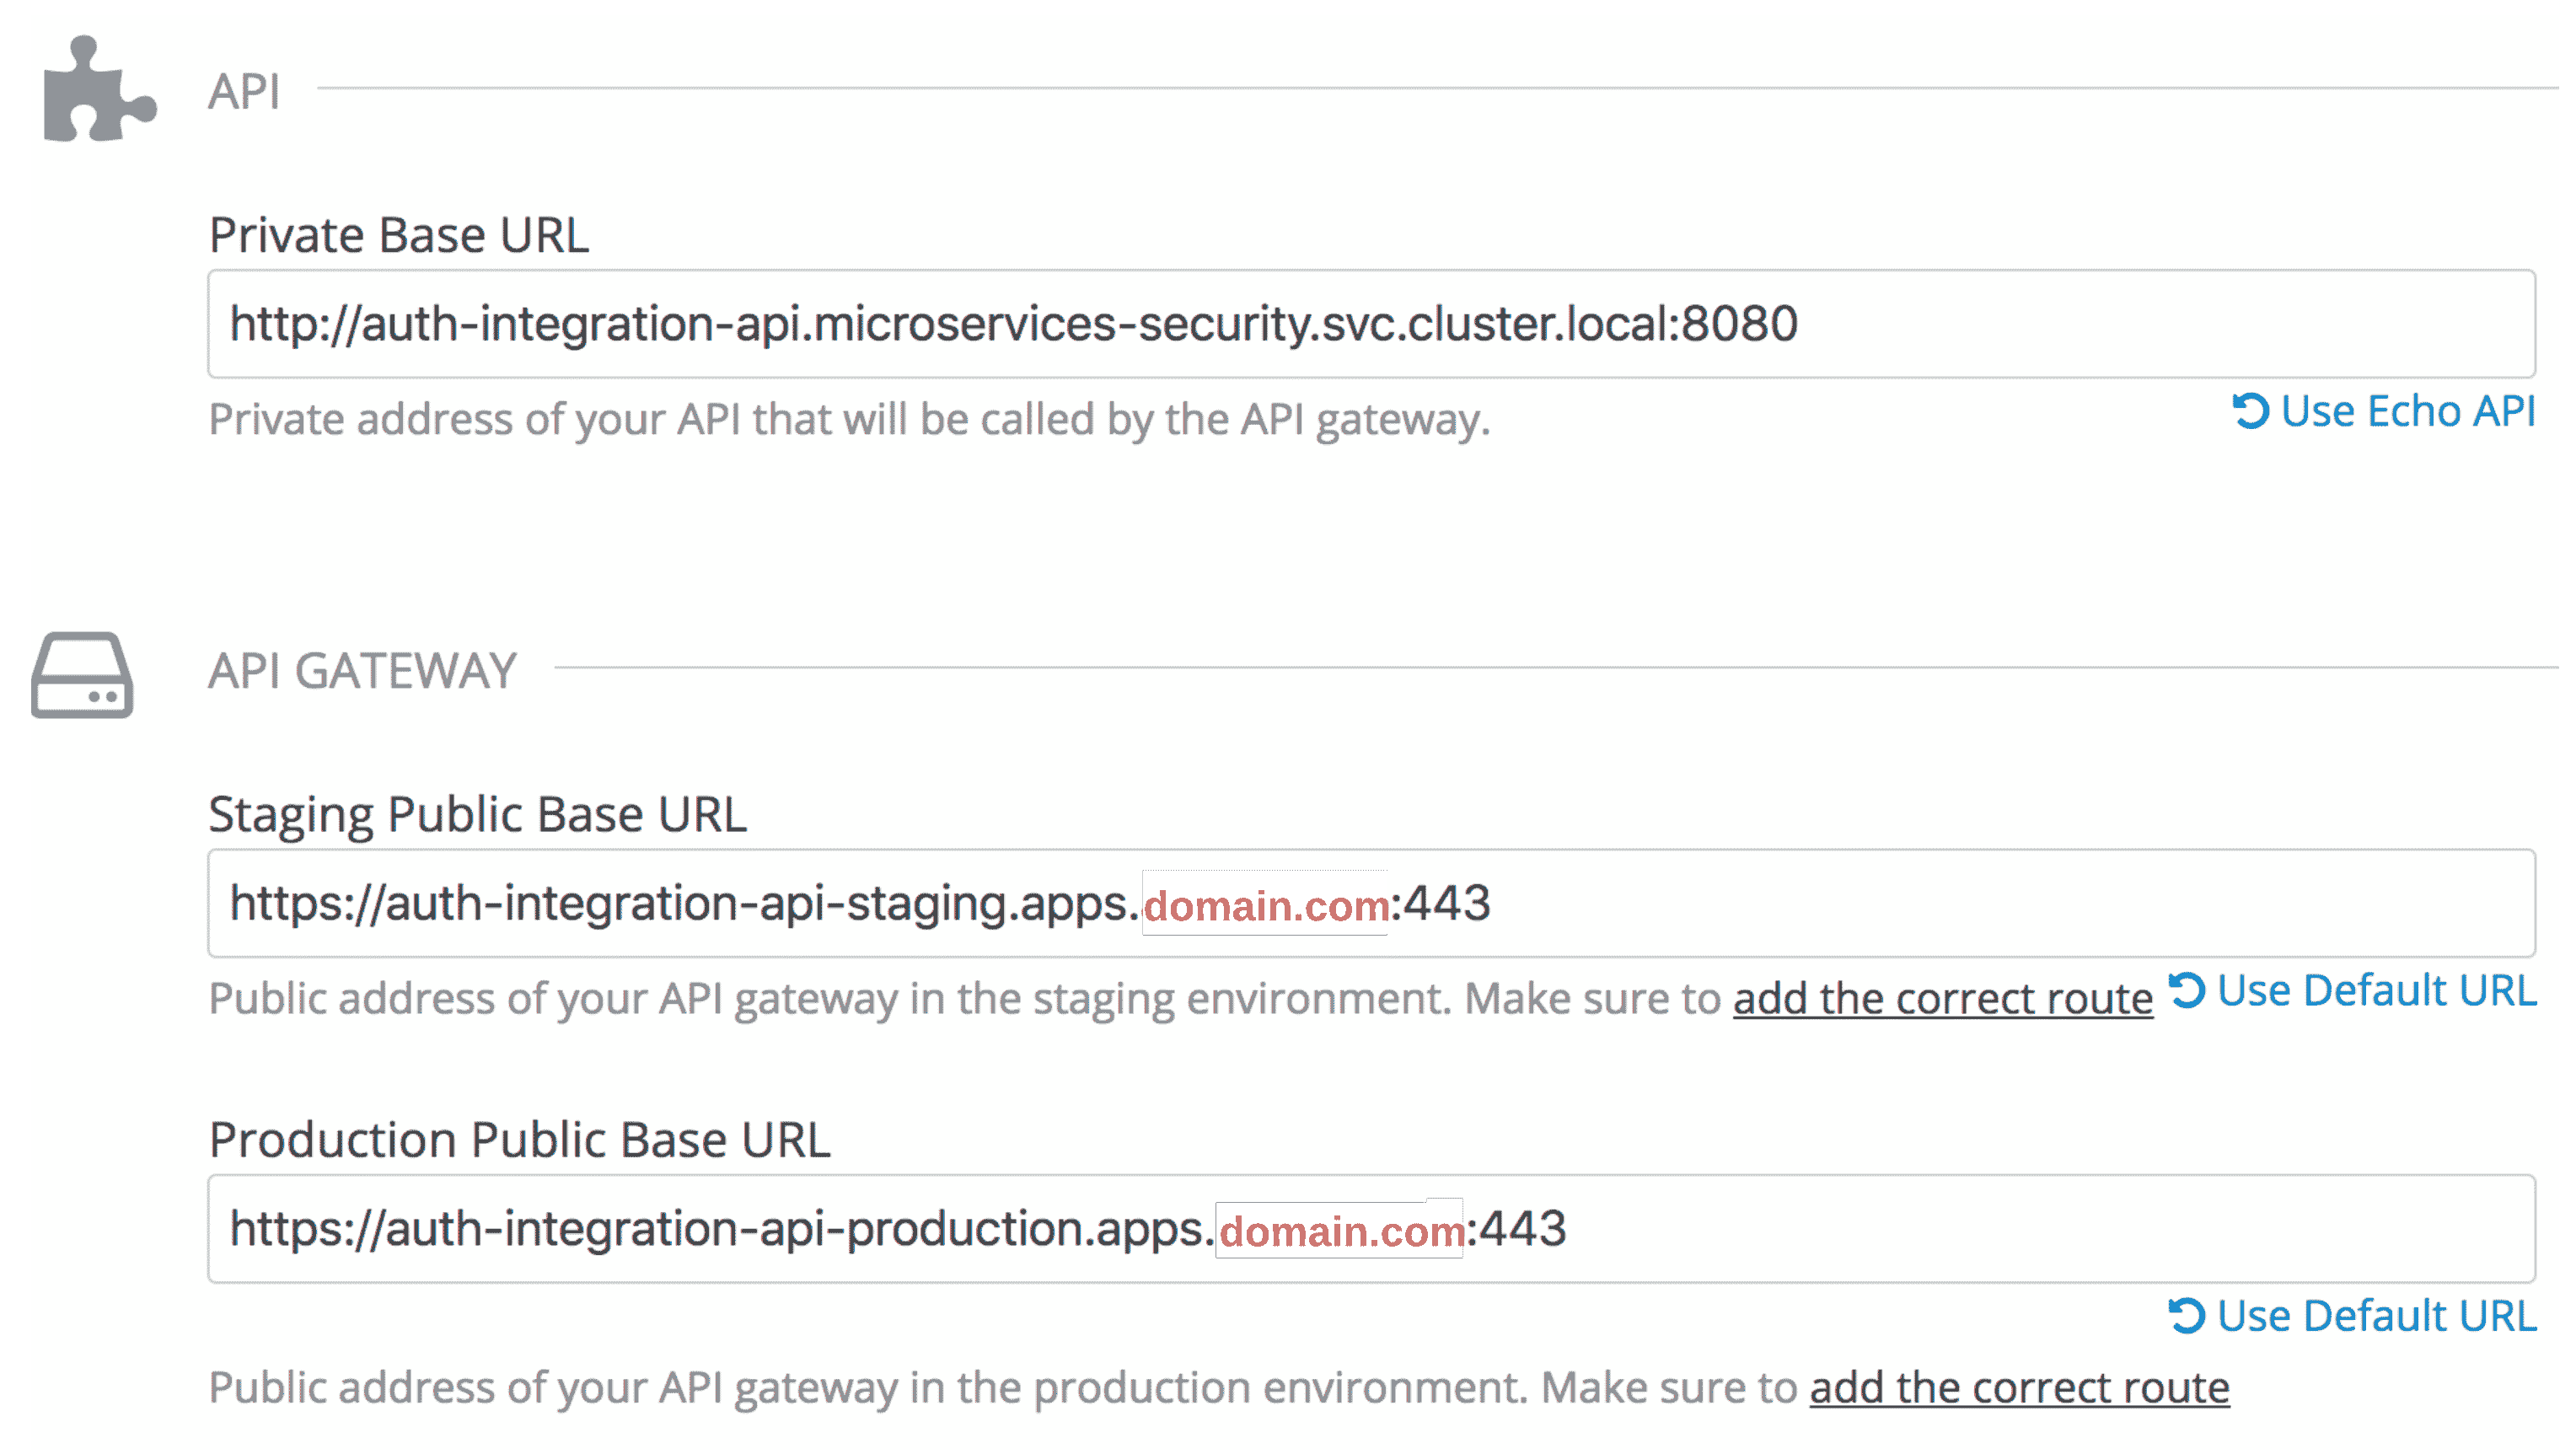 API
Private Base URL
http://auth-integration-api.microservices-security.svc.cluster.local:8080
Private address of your API that will be called by the API gateway.
Use Echo API
API GATEWAY
Staging Public Base URL
https://auth-integration-api-staging.apps.domain.com:443
Public address of your API gateway in the staging environment. Make sure to add the correct route
Use Default URL
Production Public Base URL
https://auth-integration-api-production.apps.domain.com:443
Use Default URL
Public address of your API gateway in the production environment. Make sure to add the correct route